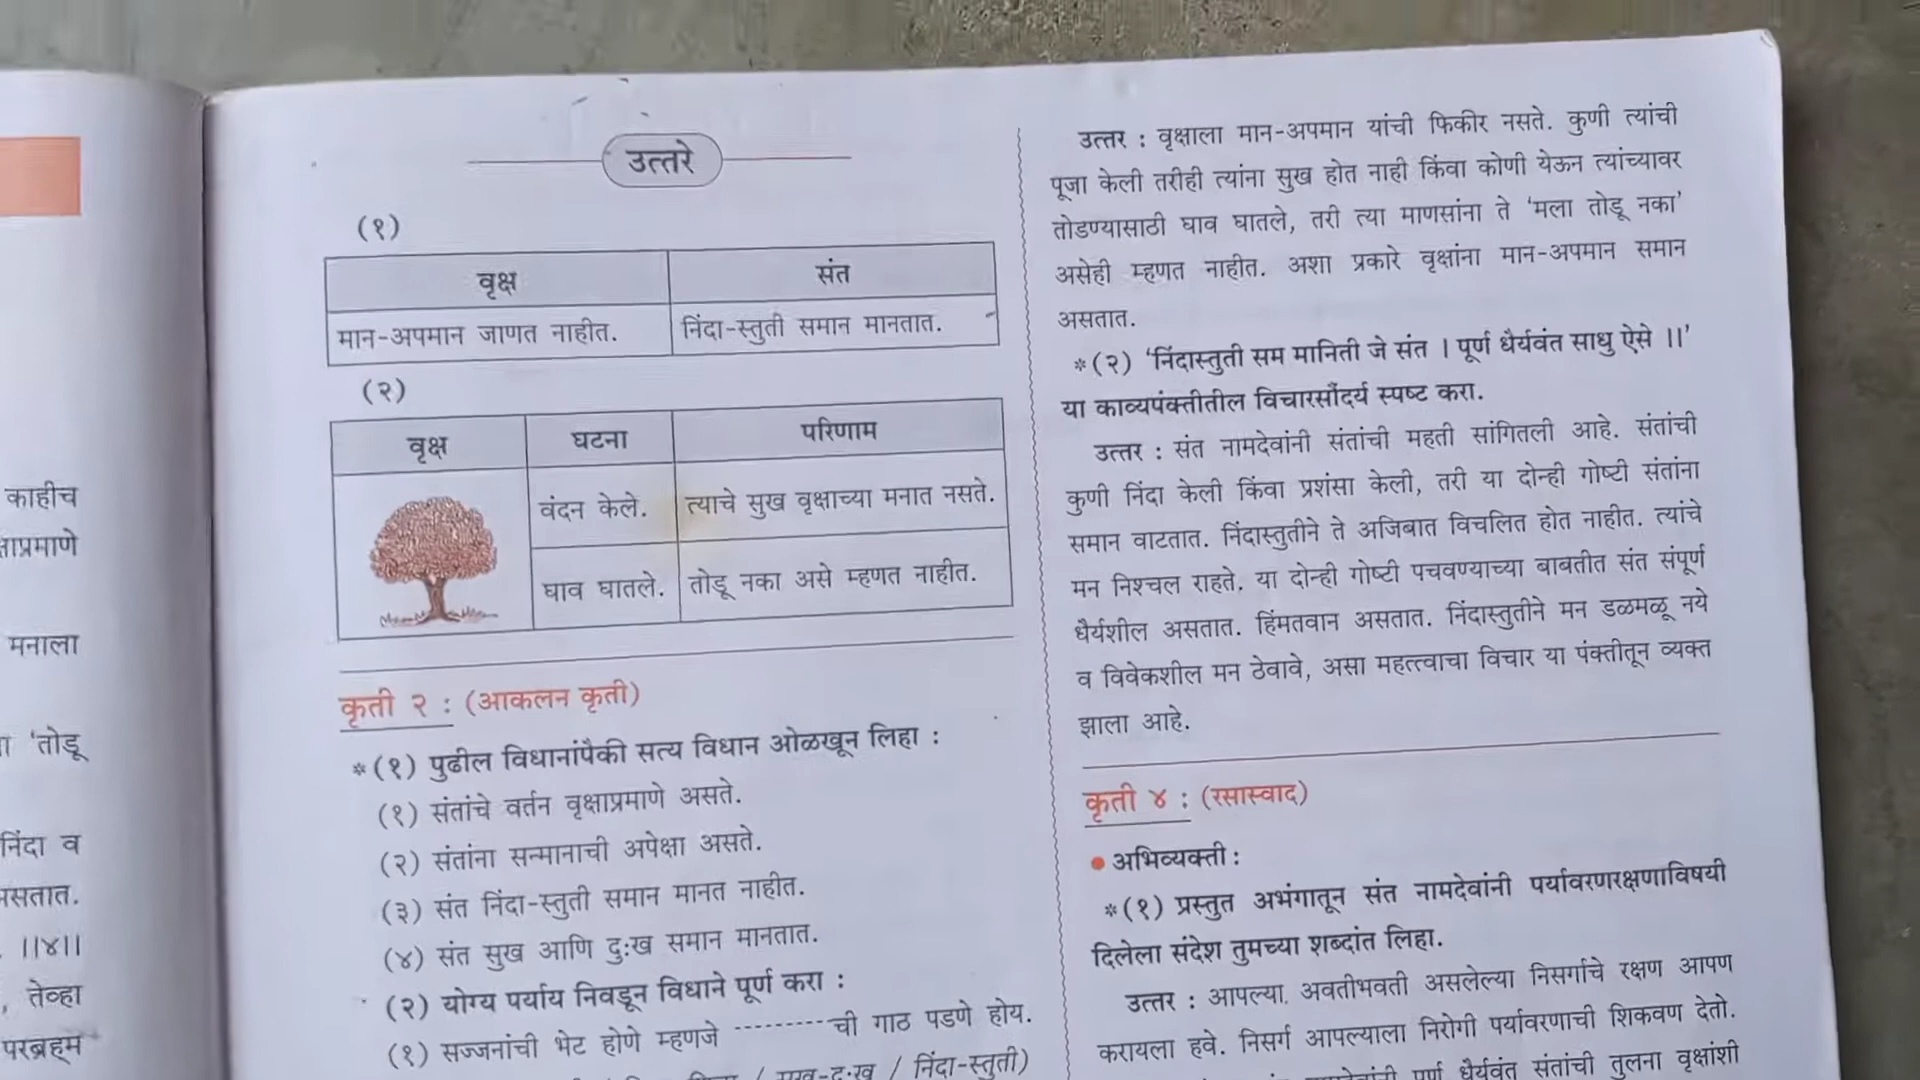 काहीच
मनाला
'तोडू
निंदा व
।।४।।
, तेव्हा
परब्रह्म
उत्तरे
(१)
वृक्ष संत
मान-अपमान जाणत नाहीत. निंदा-स्तुती समान मानतात.
(२)
वृक्ष घटना परिणाम
वंदन केले. त्याचे सुख वृक्षाच्या मनात नसते.
घाव घातले. तोडू नका असे म्हणत नाहीत.
कृती २ : (आकलन कृती)
*(१) पुढील विधानांपैकी सत्य विधान ओळखून लिहा :
(१) संतांचे वर्तन वृक्षाप्रमाणे असते.
(२) संतांना सन्मानाची अपेक्षा असते.
(३) संत निंदा-स्तुती समान मानत नाहीत.
(४) संत सुख आणि दुःख समान मानतात.
(२) योग्य पर्याय निवडून विधाने पूर्ण करा :
(१) सज्जनांची भेट होणे म्हणजे ---------ची गाठ पडणे होय.
/ सुख-दुःख / निंदा-स्तुती)
उत्तर : वृक्षाला मान-अपमान यांची फिकीर नसते. कुणी त्यांची
पूजा केली तरीही त्यांना सुख होत नाही किंवा कोणी येऊन त्यांच्यावर
तोडण्यासाठी घाव घातले, तरी त्या माणसांना ते 'मला तोडू नका'
असेही म्हणत नाहीत. अशा प्रकारे वृक्षांना मान-अपमान समान
असतात.
*(२) 'निंदास्तुती सम मानिती जे संत । पूर्ण धैर्यवंत साधु ऐसे ।।'
या काव्यपंक्तीतील विचारसौंदर्य स्पष्ट करा.
उत्तर : संत नामदेवांनी संतांची महती सांगितली आहे. संतांची
कुणी निंदा केली किंवा प्रशंसा केली, तरी या दोन्ही गोष्टी संतांना
समान वाटतात. निंदास्तुतीने ते अजिबात विचलित होत नाहीत. त्यांचे
मन निश्चल राहते. या दोन्ही गोष्टी पचवण्याच्या बाबतीत संत संपूर्ण
धैर्यशील असतात. हिंमतवान असतात. निंदास्तुतीने मन डळमळू नये
व विवेकशील मन ठेवावे, असा महत्त्वाचा विचार या पंक्तीतून व्यक्त
झाला आहे.
कृती ४ : (रसास्वाद)
• अभिव्यक्ती :
*(१) प्रस्तुत अभंगातून संत नामदेवांनी पर्यावरणरक्षणाविषयी
दिलेला संदेश तुमच्या शब्दांत लिहा.
उत्तर : आपल्या अवतीभवती असलेल्या निसर्गाचे रक्षण आपण
करायला हवे. निसर्ग आपल्याला निरोगी पर्यावरणाची शिकवण देतो.
पूर्ण धैर्यवंत संतांची तुलना वृक्षांशी